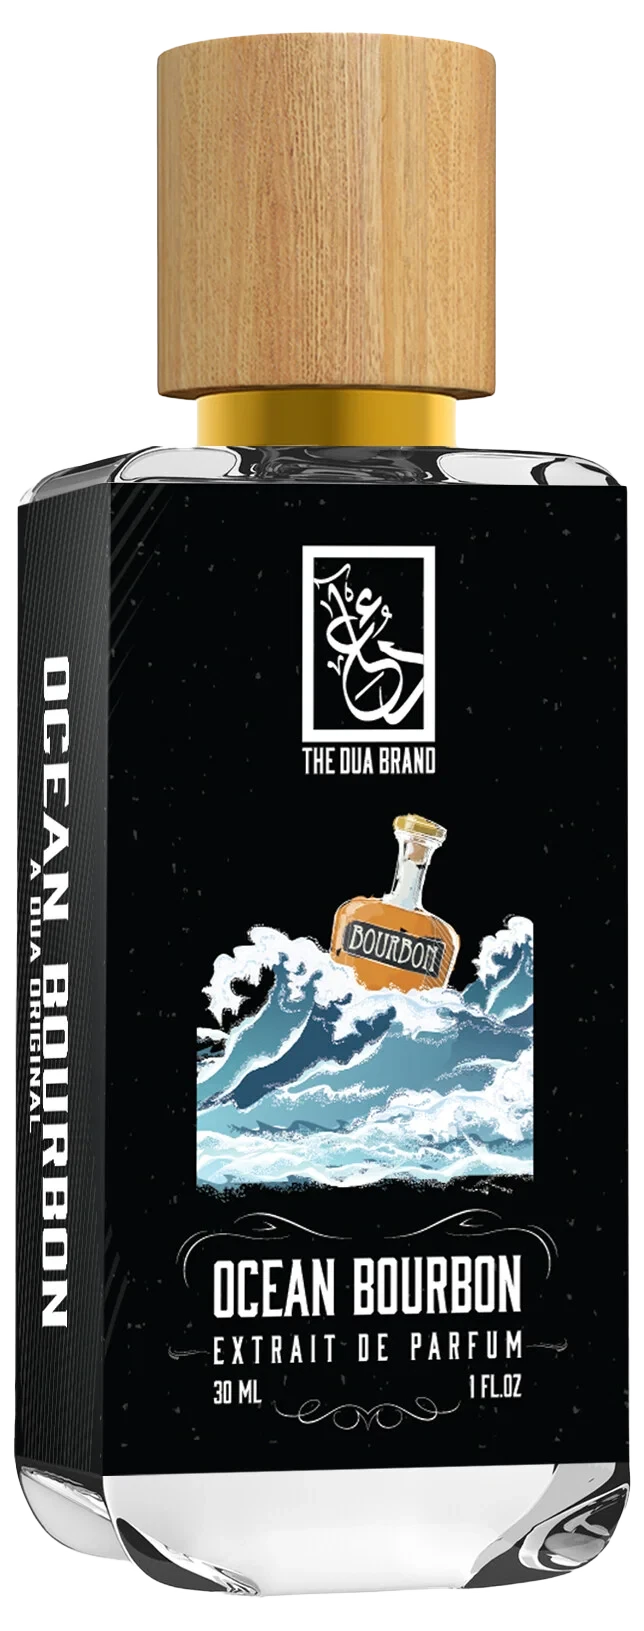 THE DUA BRAND
BOURBON
OCEAN BOURBON
EXTRAIT DE PARFUM
30 ML
1 FL.OZ
OCEAN BOURBON
A DUA ORIGINAL